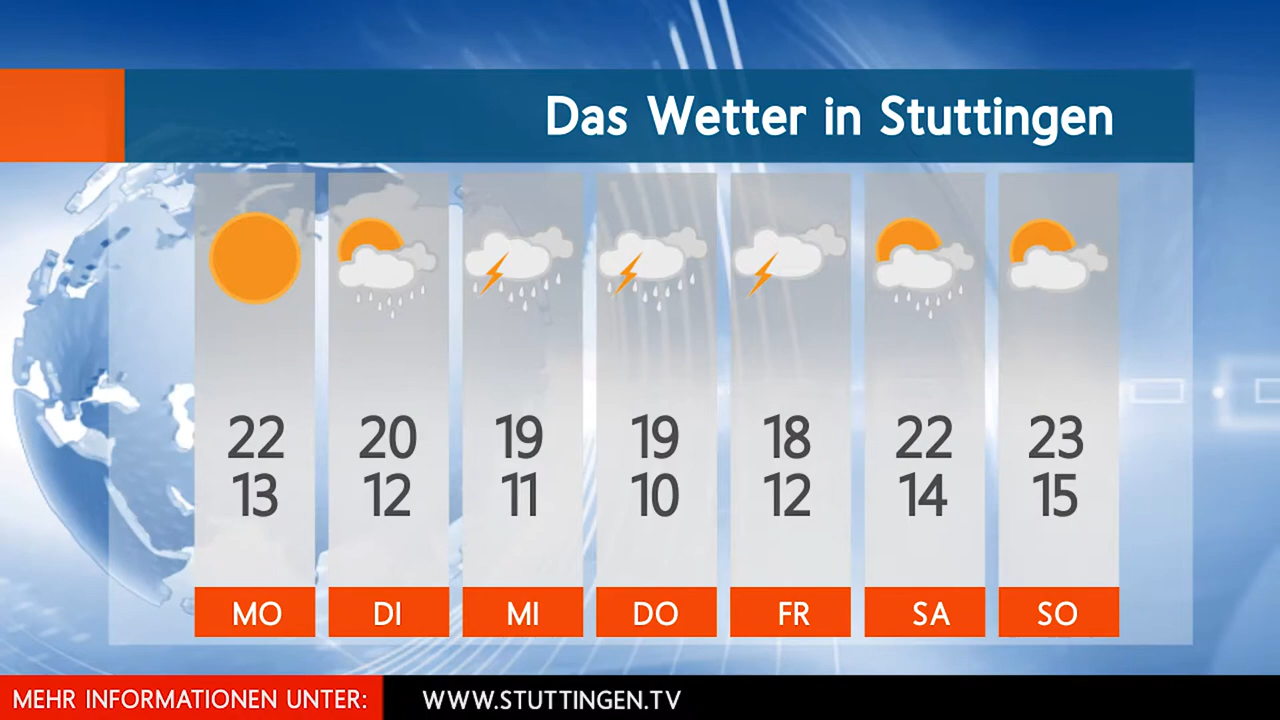 Das Wetter in Stuttingen
22 20 19 19 18 22 23
13 12 11 10 12 14 15
MO DI MI DO FR SA SO
MEHR INFORMATIONEN UNTER: WWW.STUTTINGEN.TV